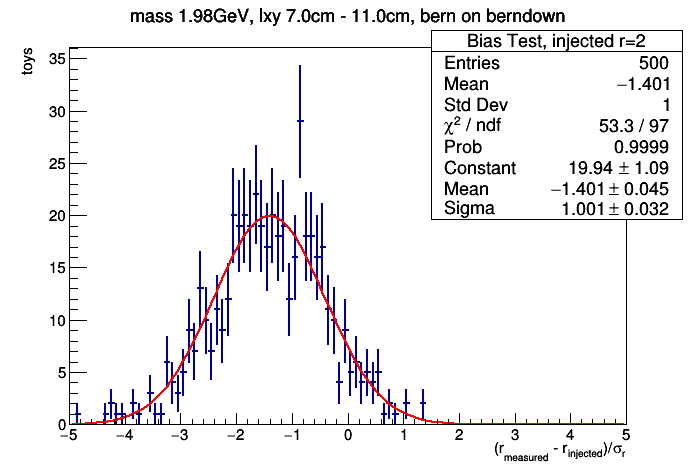 mass 1.98GeV, lxy 7.0cm - 11.0cm, bern on berndown
Bias Test, injected r=2
Entries 500
Mean −1.401
Std Dev 1
χ² / ndf 53.3 / 97
Prob 0.9999
Constant 19.94 ± 1.09
Mean −1.401 ± 0.045
Sigma 1.001 ± 0.032
toys
35
30
25
20
15
10
5
0
−5 −4 −3 −2 −1 0 1 2 3 4 5
(r_measured - r_injected)/σ_r